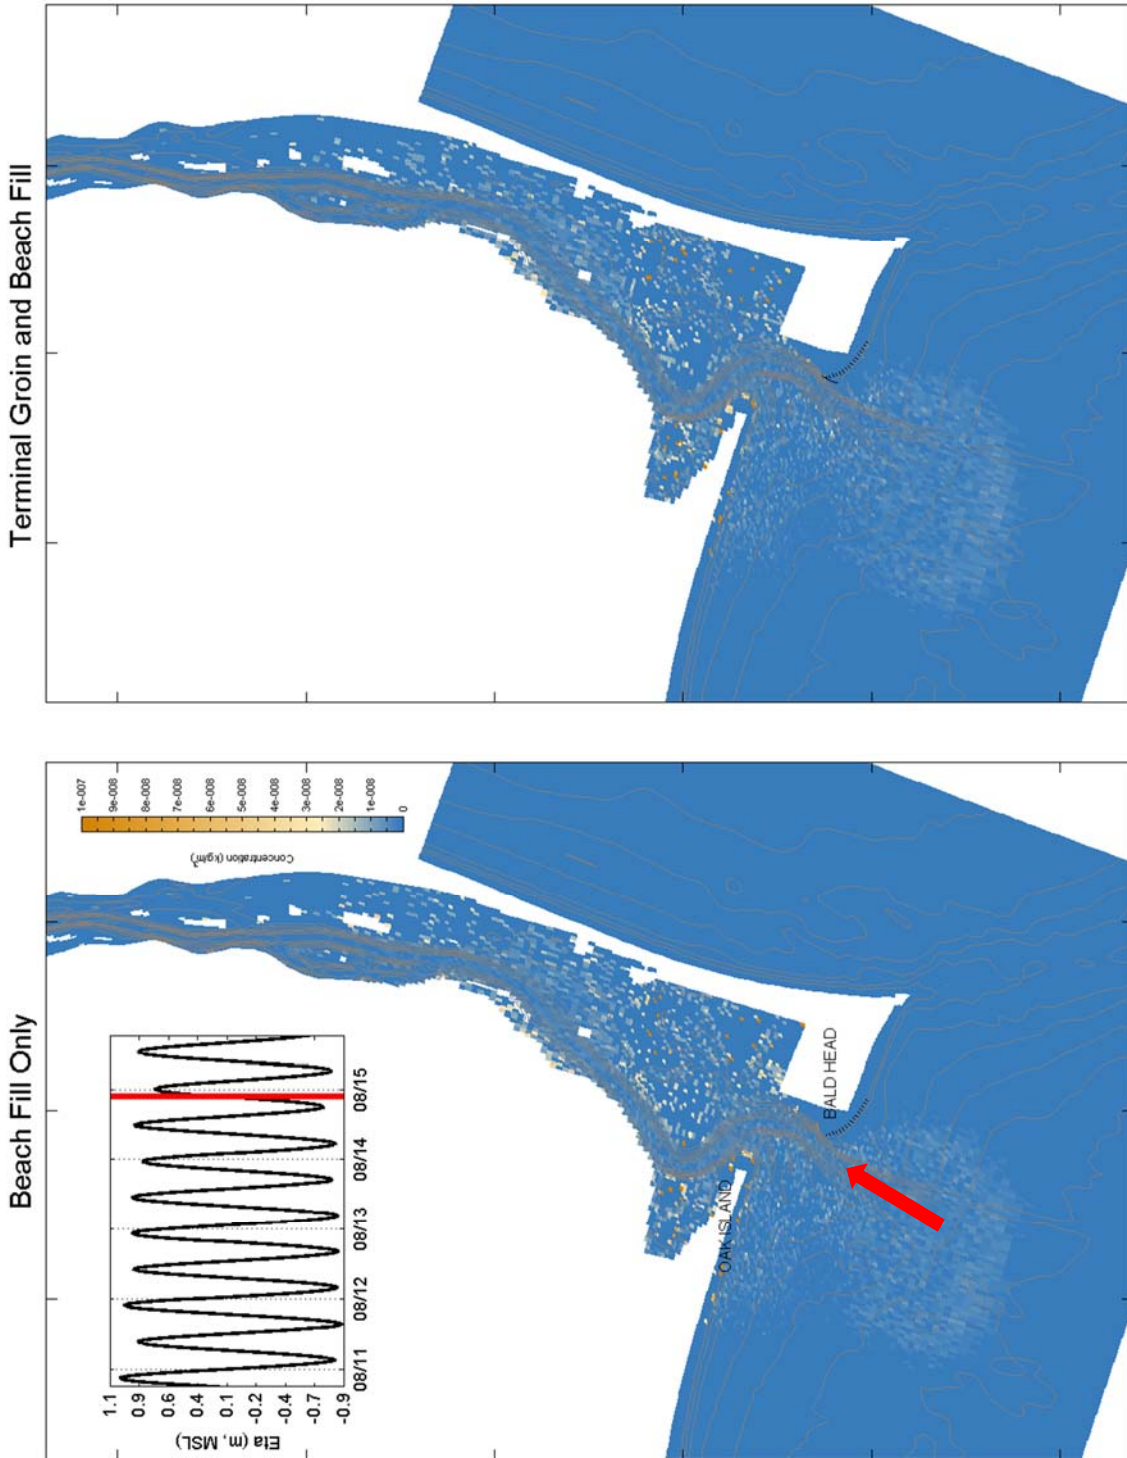 Terminal Groin and Beach Fill
Beach Fill Only
1e-007
9e-008
8e-008
7e-008
6e-008
5e-008
4e-008
3e-008
2e-008
1e-008
0
Concentration (kg/m³)
1.1
0.9
0.6
0.4
0.1
-0.2
-0.4
-0.7
-0.9
Eta (m, MSL)
08/11
08/12
08/13
08/14
08/15
OAK ISLAND
BALD HEAD